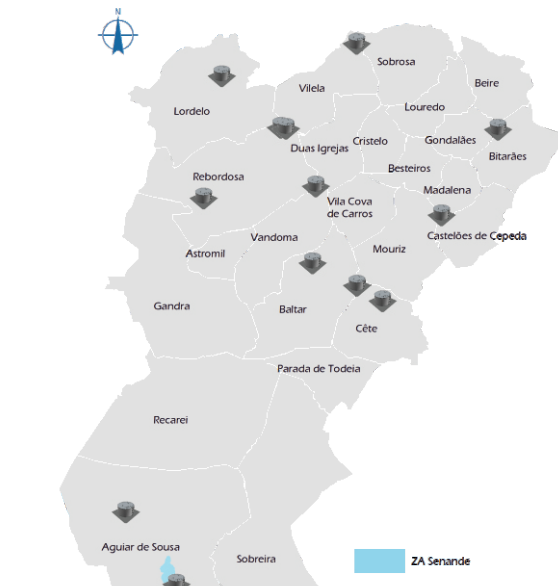 N
Sobrosa
Beire
Vilela
Lordelo
Louredo
Duas Igrejas
Cristelo
Gondalães
Bitarães
Besteiros
Rebordosa
Madalena
Vila Cova
de Carros
Castelões de Cepeda
Vandoma
Mouriz
Astromil
Gandra
Baltar
Cête
Parada de Todeia
Recarei
Aguiar de Sousa
Sobreira
ZA Senande